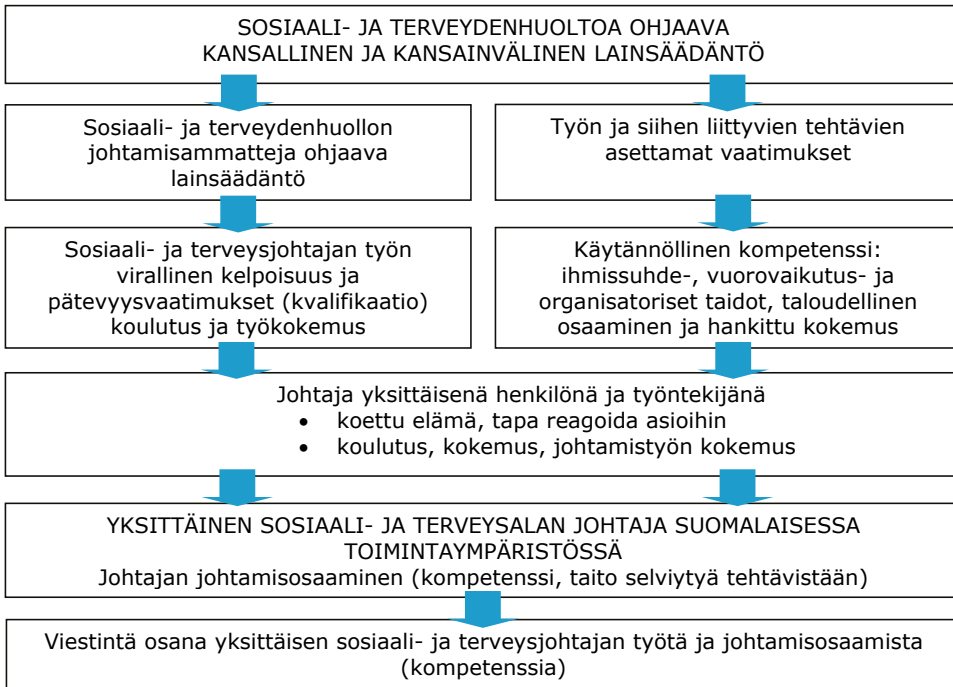 SOSIAALI- JA TERVEYDENHUOLTOA OHJAAVA
KANSALLINEN JA KANSAINVÄLINEN LAINSÄÄDÄNTÖ
Sosiaali- ja terveydenhuollon
johtamisammatteja ohjaava
lainsäädäntö
Työn ja siihen liittyvien tehtävien
asettamat vaatimukset
Sosiaali- ja terveysjohtajan työn
virallinen kelpoisuus ja
pätevyysvaatimukset (kvalifikaatio)
koulutus ja työkokemus
Käytännöllinen kompetenssi:
ihmissuhde-, vuorovaikutus- ja
organisatoriset taidot, taloudellinen
osaaminen ja hankittu kokemus
Johtaja yksittäisenä henkilönä ja työntekijänä
• koettu elämä, tapa reagoida asioihin
• koulutus, kokemus, johtamistyön kokemus
YKSITTÄINEN SOSIAALI- JA TERVEYSALAN JOHTAJA SUOMALAISESSA
TOIMINTAYMPÄRISTÖSSÄ
Johtajan johtamisosaaminen (kompetenssi, taito selviytyä tehtävistään)
Viestintä osana yksittäisen sosiaali- ja terveysjohtajan työtä ja johtamisosaamista
(kompetenssia)